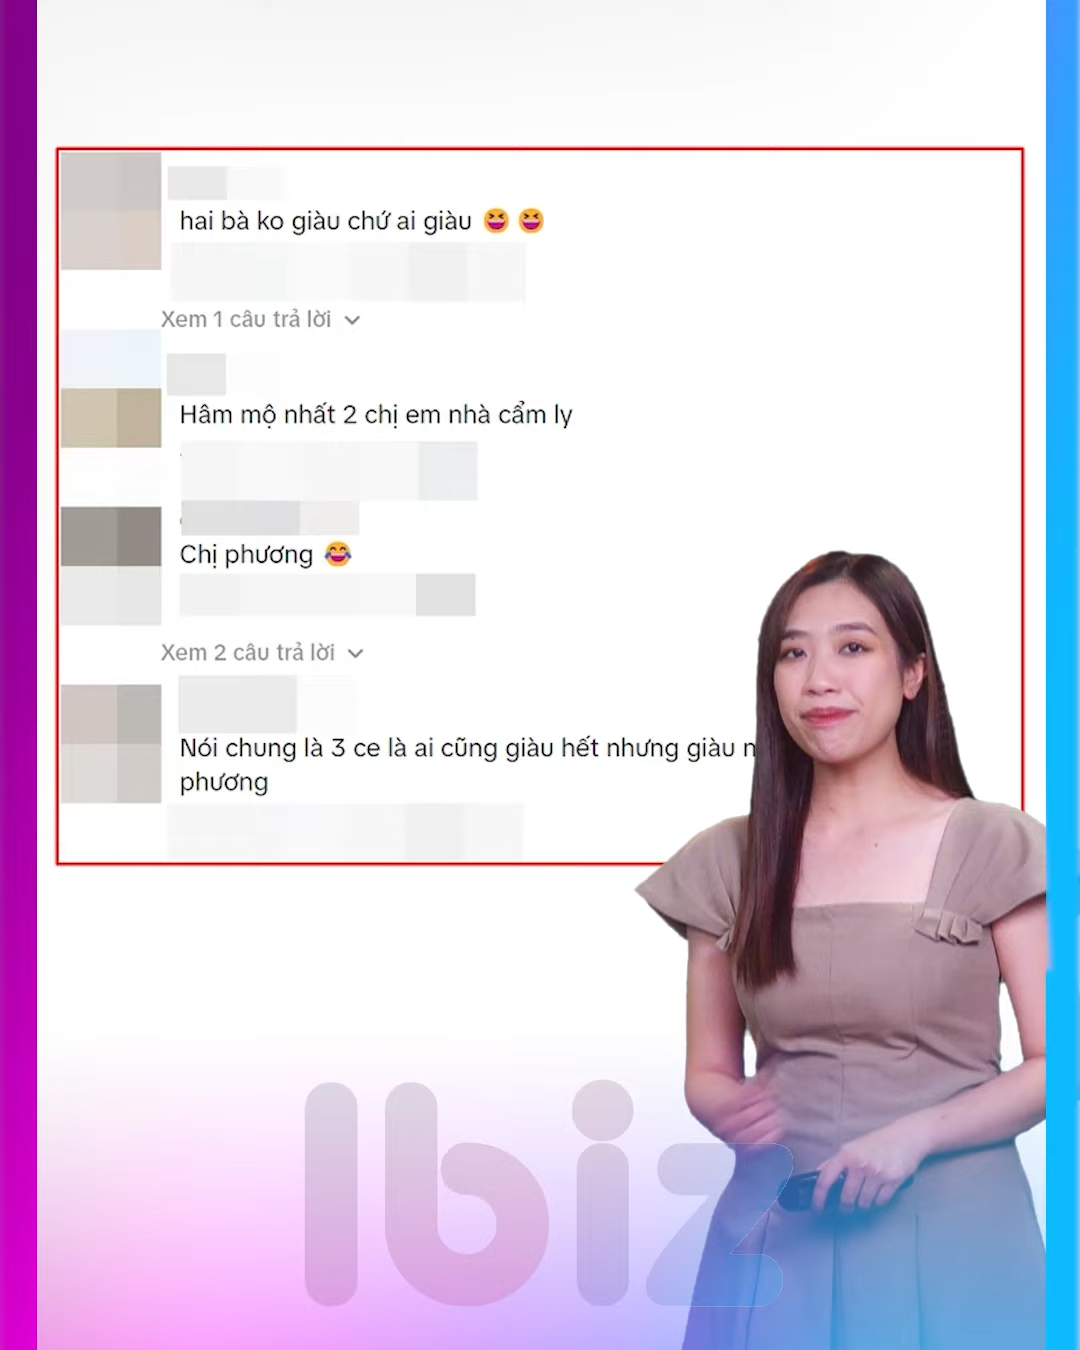 hai bà ko giàu chứ ai giàu 😆 😆
Xem 1 câu trả lời
Hâm mộ nhất 2 chị em nhà cẩm ly
Chị phương 😂
Xem 2 câu trả lời
Nói chung là 3 ce là ai cũng giàu hết nhưng giàu
phương
Ibiz